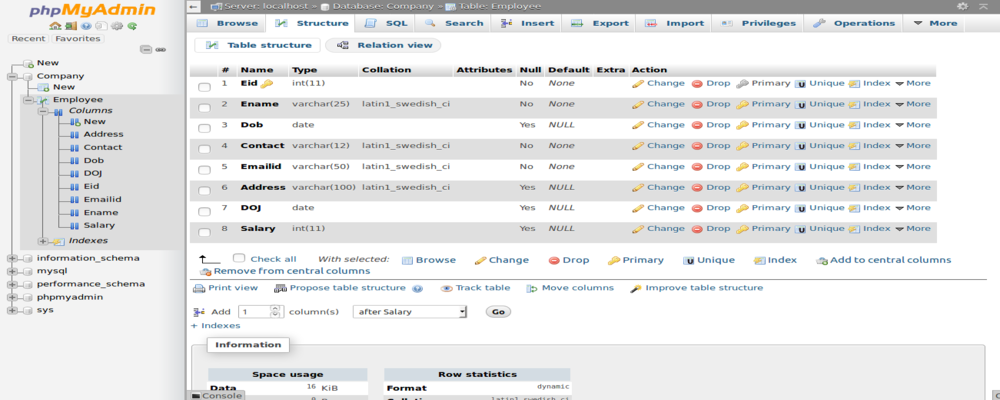 phpMyAdmin
Recent Favorites
New
Company
New
Employee
Columns
New
Address
Contact
Dob
DOJ
Eid
Emailid
Ename
Salary
Indexes
information_schema
mysql
performance_schema
phpmyadmin
sys
Server: localhost » Database: Company » Table: Employee
Browse Structure SQL Search Insert Export Import Privileges Operations More
Table structure Relation view
# Name Type Collation Attributes Null Default Extra Action
1 Eid int(11) No None Change Drop Primary Unique Index More
2 Ename varchar(25) latin1_swedish_ci No None Change Drop Primary Unique Index More
3 Dob date Yes NULL Change Drop Primary Unique Index More
4 Contact varchar(12) latin1_swedish_ci No None Change Drop Primary Unique Index More
5 Emailid varchar(50) latin1_swedish_ci No None Change Drop Primary Unique Index More
6 Address varchar(100) latin1_swedish_ci Yes NULL Change Drop Primary Unique Index More
7 DOJ date Yes NULL Change Drop Primary Unique Index More
8 Salary int(11) Yes NULL Change Drop Primary Unique Index More
Check all With selected: Browse Change Drop Primary Unique Index Add to central columns
Remove from central columns
Print view Propose table structure Track table Move columns Improve table structure
Add 1 column(s) after Salary Go
+ Indexes
Information
Space usage Row statistics
Data 16 KiB Format dynamic
Console latin1_swedish_ci